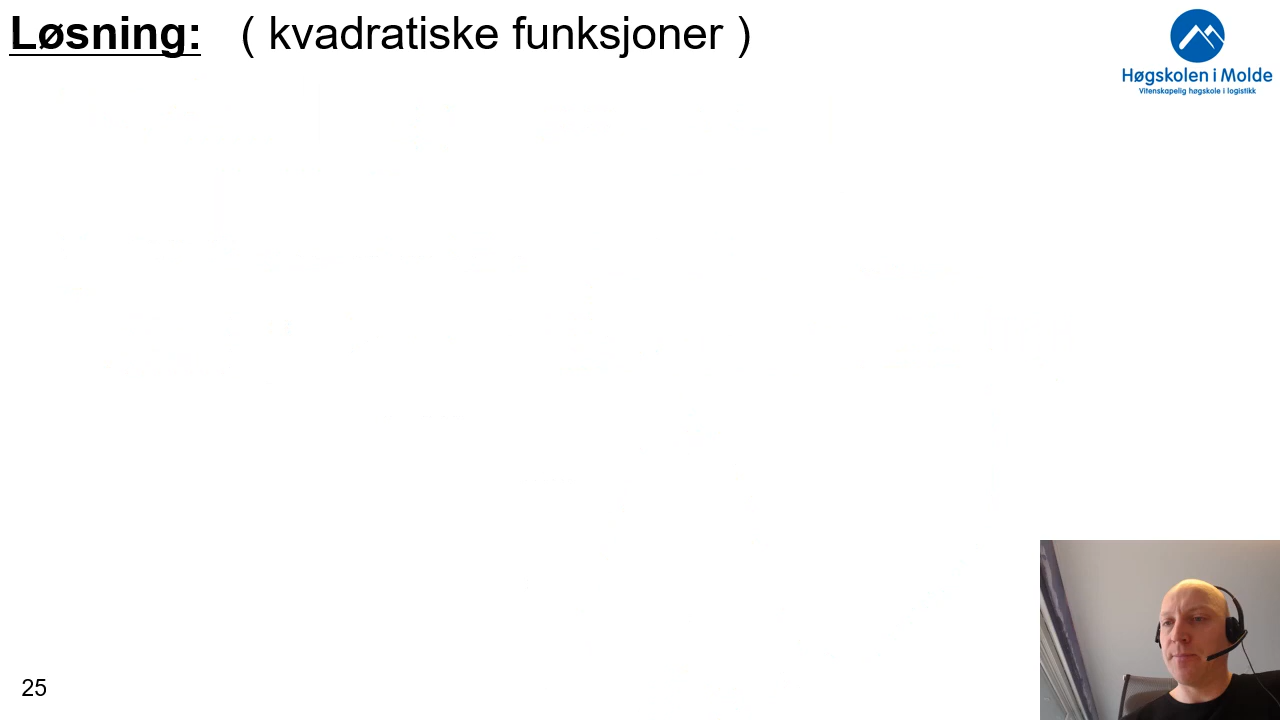 Løsning: ( kvadratiske funksjoner )
Høgskolen i Molde
Vitenskapelig høgskole i logistikk
25